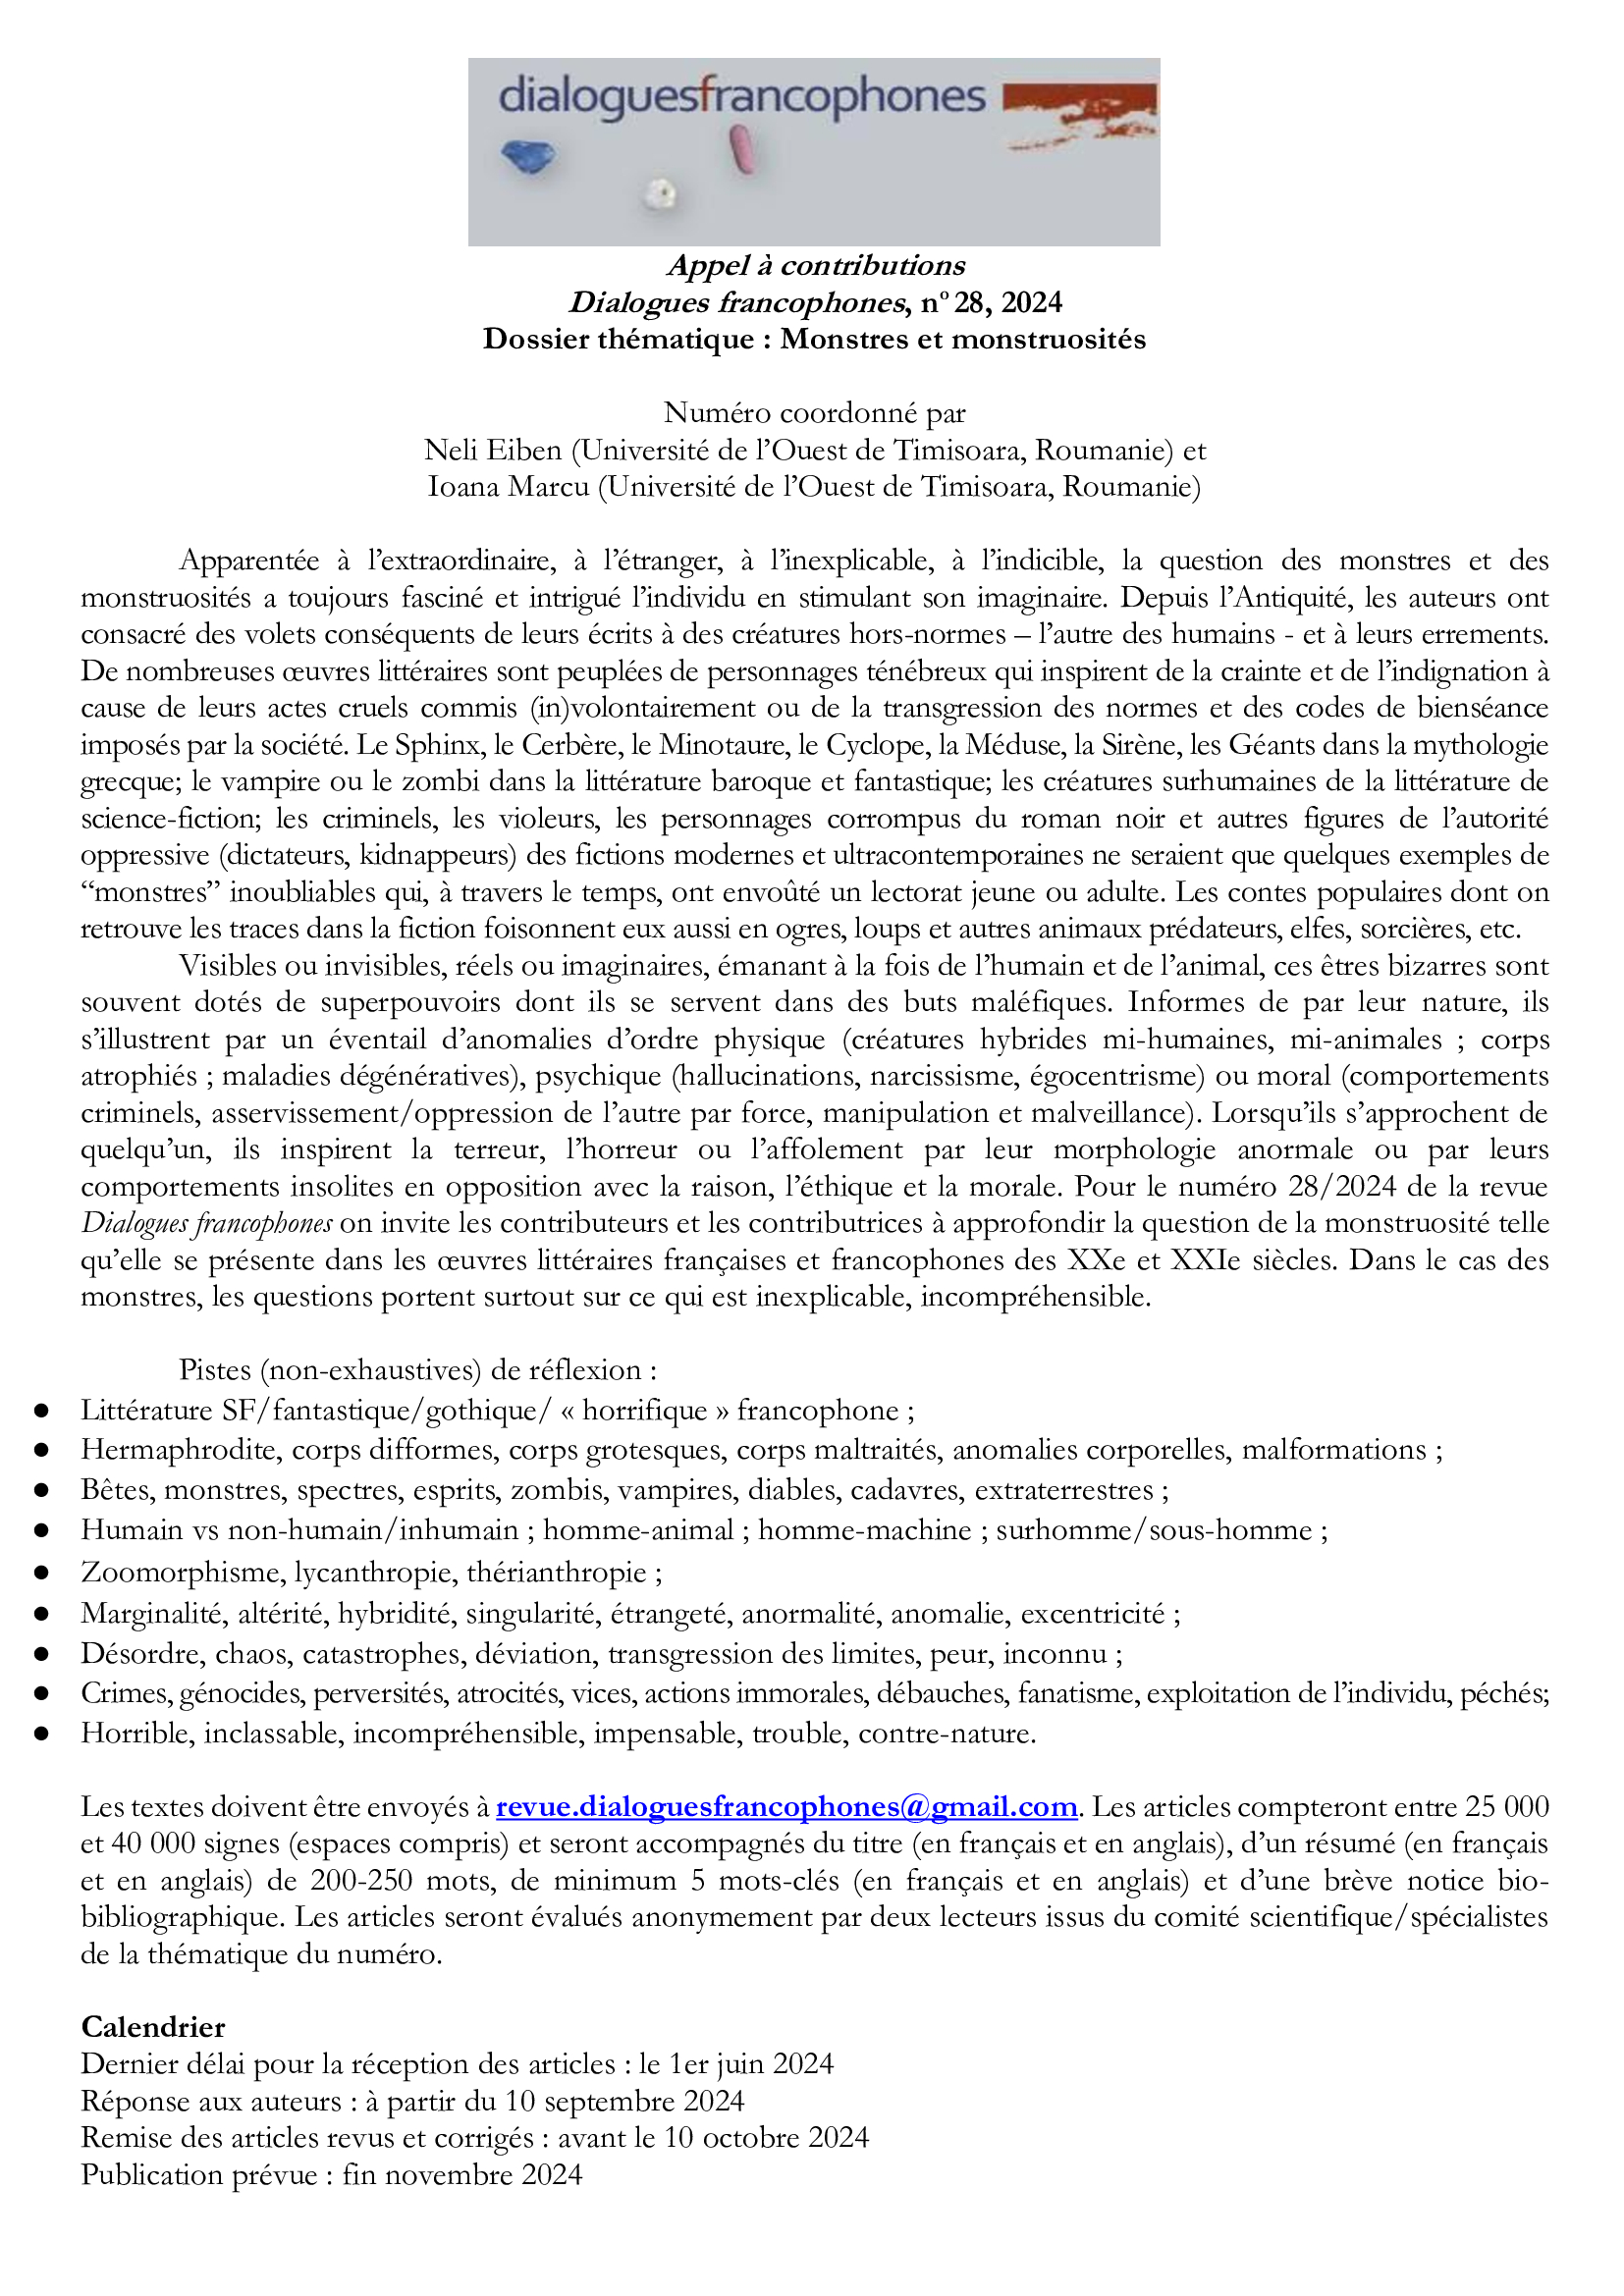 dialoguesfrancophones
Appel à contributions
Dialogues francophones, nº 28, 2024
Dossier thématique : Monstres et monstruosités
Numéro coordonné par
Neli Eiben (Université de l’Ouest de Timisoara, Roumanie) et
Ioana Marcu (Université de l’Ouest de Timisoara, Roumanie)
Apparentée à l’extraordinaire, à l’étranger, à l’inexplicable, à l’indicible, la question des monstres et des
monstruosités a toujours fasciné et intrigué l’individu en stimulant son imaginaire. Depuis l’Antiquité, les auteurs ont
consacré des volets conséquents de leurs écrits à des créatures hors-normes – l’autre des humains - et à leurs errements.
De nombreuses œuvres littéraires sont peuplées de personnages ténébreux qui inspirent de la crainte et de l’indignation à
cause de leurs actes cruels commis (in)volontairement ou de la transgression des normes et des codes de bienséance
imposés par la société. Le Sphinx, le Cerbère, le Minotaure, le Cyclope, la Méduse, la Sirène, les Géants dans la mythologie
grecque; le vampire ou le zombi dans la littérature baroque et fantastique; les créatures surhumaines de la littérature de
science-fiction; les criminels, les violeurs, les personnages corrompus du roman noir et autres figures de l’autorité
oppressive (dictateurs, kidnappeurs) des fictions modernes et ultracontemporaines ne seraient que quelques exemples de
“monstres” inoubliables qui, à travers le temps, ont envoûté un lectorat jeune ou adulte. Les contes populaires dont on
retrouve les traces dans la fiction foisonnent eux aussi en ogres, loups et autres animaux prédateurs, elfes, sorcières, etc.
Visibles ou invisibles, réels ou imaginaires, émanant à la fois de l’humain et de l’animal, ces êtres bizarres sont
souvent dotés de superpouvoirs dont ils se servent dans des buts maléfiques. Informes de par leur nature, ils
s’illustrent par un éventail d’anomalies d’ordre physique (créatures hybrides mi-humaines, mi-animales ; corps
atrophiés ; maladies dégénératives), psychique (hallucinations, narcissisme, égocentrisme) ou moral (comportements
criminels, asservissement/oppression de l’autre par force, manipulation et malveillance). Lorsqu’ils s’approchent de
quelqu’un, ils inspirent la terreur, l’horreur ou l’affolement par leur morphologie anormale ou par leurs
comportements insolites en opposition avec la raison, l’éthique et la morale. Pour le numéro 28/2024 de la revue
Dialogues francophones on invite les contributeurs et les contributrices à approfondir la question de la monstruosité telle
qu’elle se présente dans les œuvres littéraires françaises et francophones des XXe et XXIe siècles. Dans le cas des
monstres, les questions portent surtout sur ce qui est inexplicable, incompréhensible.
Pistes (non-exhaustives) de réflexion :
● Littérature SF/fantastique/gothique/ « horrifique » francophone ;
● Hermaphrodite, corps difformes, corps grotesques, corps maltraités, anomalies corporelles, malformations ;
● Bêtes, monstres, spectres, esprits, zombis, vampires, diables, cadavres, extraterrestres ;
● Humain vs non-humain/inhumain ; homme-animal ; homme-machine ; surhomme/sous-homme ;
● Zoomorphisme, lycanthropie, thérianthropie ;
● Marginalité, altérité, hybridité, singularité, étrangeté, anormalité, anomalie, excentricité ;
● Désordre, chaos, catastrophes, déviation, transgression des limites, peur, inconnu ;
● Crimes, génocides, perversités, atrocités, vices, actions immorales, débauches, fanatisme, exploitation de l’individu, péchés;
● Horrible, inclassable, incompréhensible, impensable, trouble, contre-nature.
Les textes doivent être envoyés à revue.dialoguesfrancophones@gmail.com. Les articles compteront entre 25 000
et 40 000 signes (espaces compris) et seront accompagnés du titre (en français et en anglais), d’un résumé (en français
et en anglais) de 200-250 mots, de minimum 5 mots-clés (en français et en anglais) et d’une brève notice bio-
bibliographique. Les articles seront évalués anonymement par deux lecteurs issus du comité scientifique/spécialistes
de la thématique du numéro.
Calendrier
Dernier délai pour la réception des articles : le 1er juin 2024
Réponse aux auteurs : à partir du 10 septembre 2024
Remise des articles revus et corrigés : avant le 10 octobre 2024
Publication prévue : fin novembre 2024